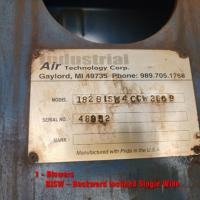 Industrial
Air Technology Corp.
Gaylord, MI 49735 Phone: 989.705.1768
MODEL
SERIAL NO.
MARK
Manufactured with Pride in the U.S.A.
1 - Blowers
BISW - Backward Inclined Single Wide